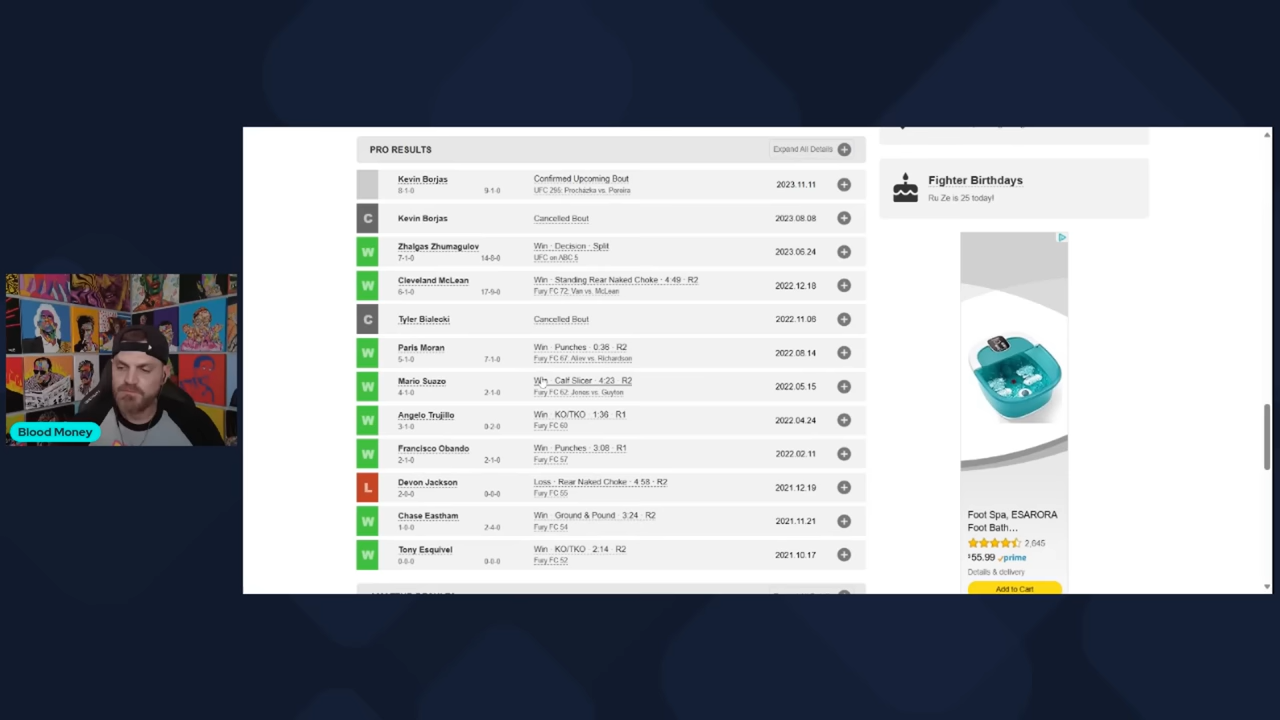 PRO RESULTS
Expand All Details
Kevin Borjas
8-1-0
9-1-0
Confirmed Upcoming Bout
UFC 295: Procházka vs. Pereira
2023.11.11
C
Kevin Borjas
Cancelled Bout
2023.08.08
W
Zhalgas Zhumagulov
7-1-0
14-8-0
Win · Decision · Split
UFC on ABC 5
2023.06.24
W
Cleveland McLean
6-1-0
Win · Standing Rear Naked Choke · 4:49 · R2
Fury FC 72: Van vs. McLean
2022.12.18
C
Tyler Bialecki
Cancelled Bout
W
Paris Moran
5-1-0
7-1-0
Win · Punches · 0:36 · R2
Fury FC 67: Aliev vs. Richardson
2022.08.14
W
Mario Suazo
4-1-0
2-1-0
Win · Calf Slicer · 4:23 · R2
Fury FC 62: Jones vs. Guyton
2022.05.15
W
Angelo Trujillo
3-1-0
0-2-0
Win · KO/TKO · 1:36 · R1
Fury FC 60
2022.04.24
W
Francisco Obando
2-1-0
2-1-0
Win · Punches · 3:08 · R1
Fury FC 57
2022.02.11
L
Devon Jackson
2-0-0
0-0-0
Loss · Rear Naked Choke · 4:58 · R2
Fury FC 55
2021.12.19
W
Chase Eastham
1-0-0
2-4-0
Win · Ground & Pound · 3:24 · R2
Fury FC 54
2021.11.21
W
Tony Esquivel
0-0-0
0-0-0
Win · KO/TKO · 2:14 · R2
Fury FC 52
2021.10.17
Fighter Birthdays
Ru Ze is 25 today!
Foot Spa, ESARORA
Foot Bath...
2,645
$55.99 prime
Details & delivery
Add to Cart
Blood Money